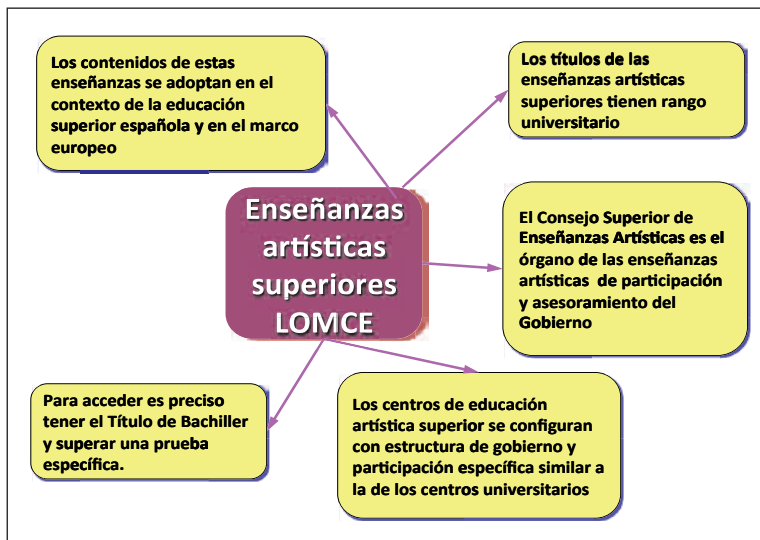 Los contenidos de estas
enseñanzas se adoptan en el
contexto de la educación
superior española y en el marco
europeo
Los títulos de las
enseñanzas artísticas
superiores tienen rango
universitario
Enseñanzas
artísticas
superiores
LOMCE
El Consejo Superior de
Enseñanzas Artísticas es el
órgano de las enseñanzas
artísticas de participación
y asesoramiento del
Gobierno
Para acceder es preciso
tener el Título de Bachiller
y superar una prueba
específica.
Los centros de educación
artística superior se configuran
con estructura de gobierno y
participación específica similar a
la de los centros universitarios